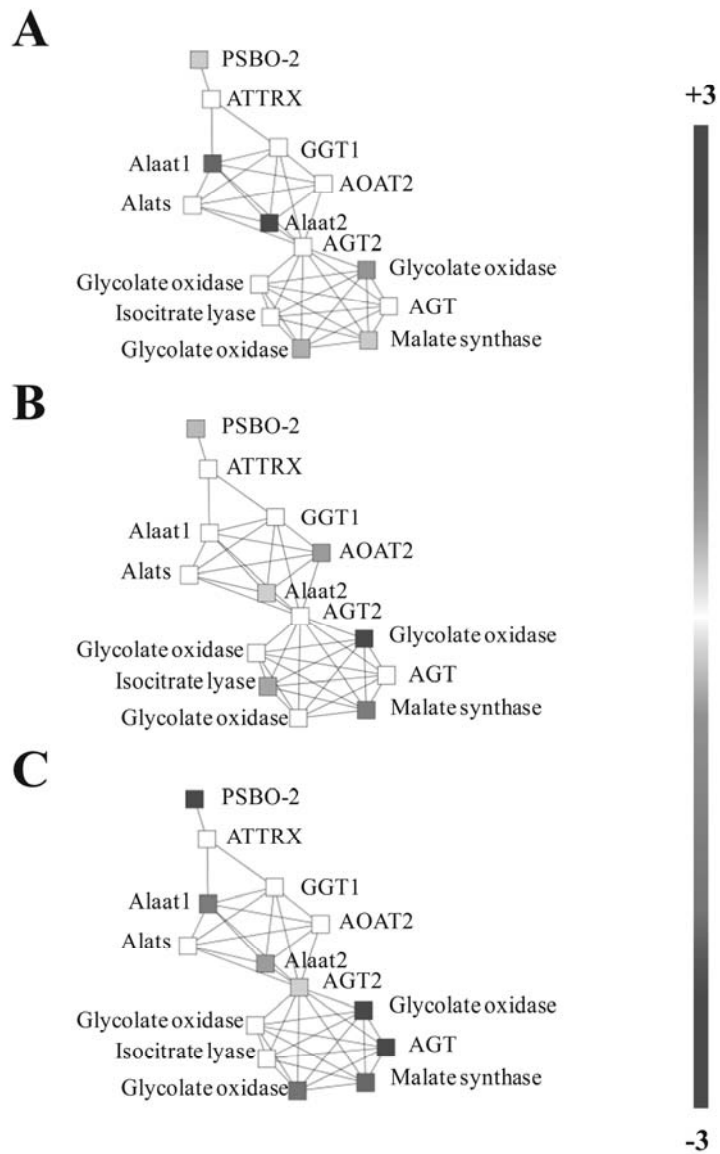 A
PSBO-2
ATTRX
GGT1
Alaat1
AOAT2
Alats
Alaat2
AGT2
Glycolate oxidase
Glycolate oxidase
AGT
Isocitrate lyase
Malate synthase
Glycolate oxidase
B
PSBO-2
ATTRX
GGT1
Alaat1
AOAT2
Alats
Alaat2
AGT2
Glycolate oxidase
Glycolate oxidase
AGT
Isocitrate lyase
Malate synthase
Glycolate oxidase
C
PSBO-2
ATTRX
GGT1
Alaat1
AOAT2
Alats
Alaat2
AGT2
Glycolate oxidase
Glycolate oxidase
AGT
Isocitrate lyase
Malate synthase
Glycolate oxidase
+3
-3